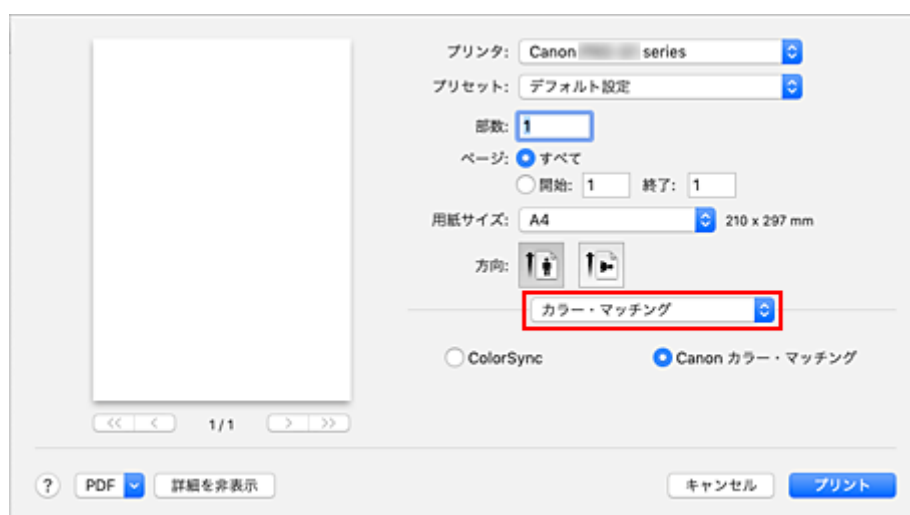 プリンタ: Canon series
プリセット: デフォルト設定
部数: 1
ページ: すべて
開始: 1 終了: 1
用紙サイズ: A4 210 x 297 mm
方向:
カラー・マッチング
ColorSync Canon カラー・マッチング
<< < 1/1 > >>
? PDF 詳細を非表示 キャンセル プリント